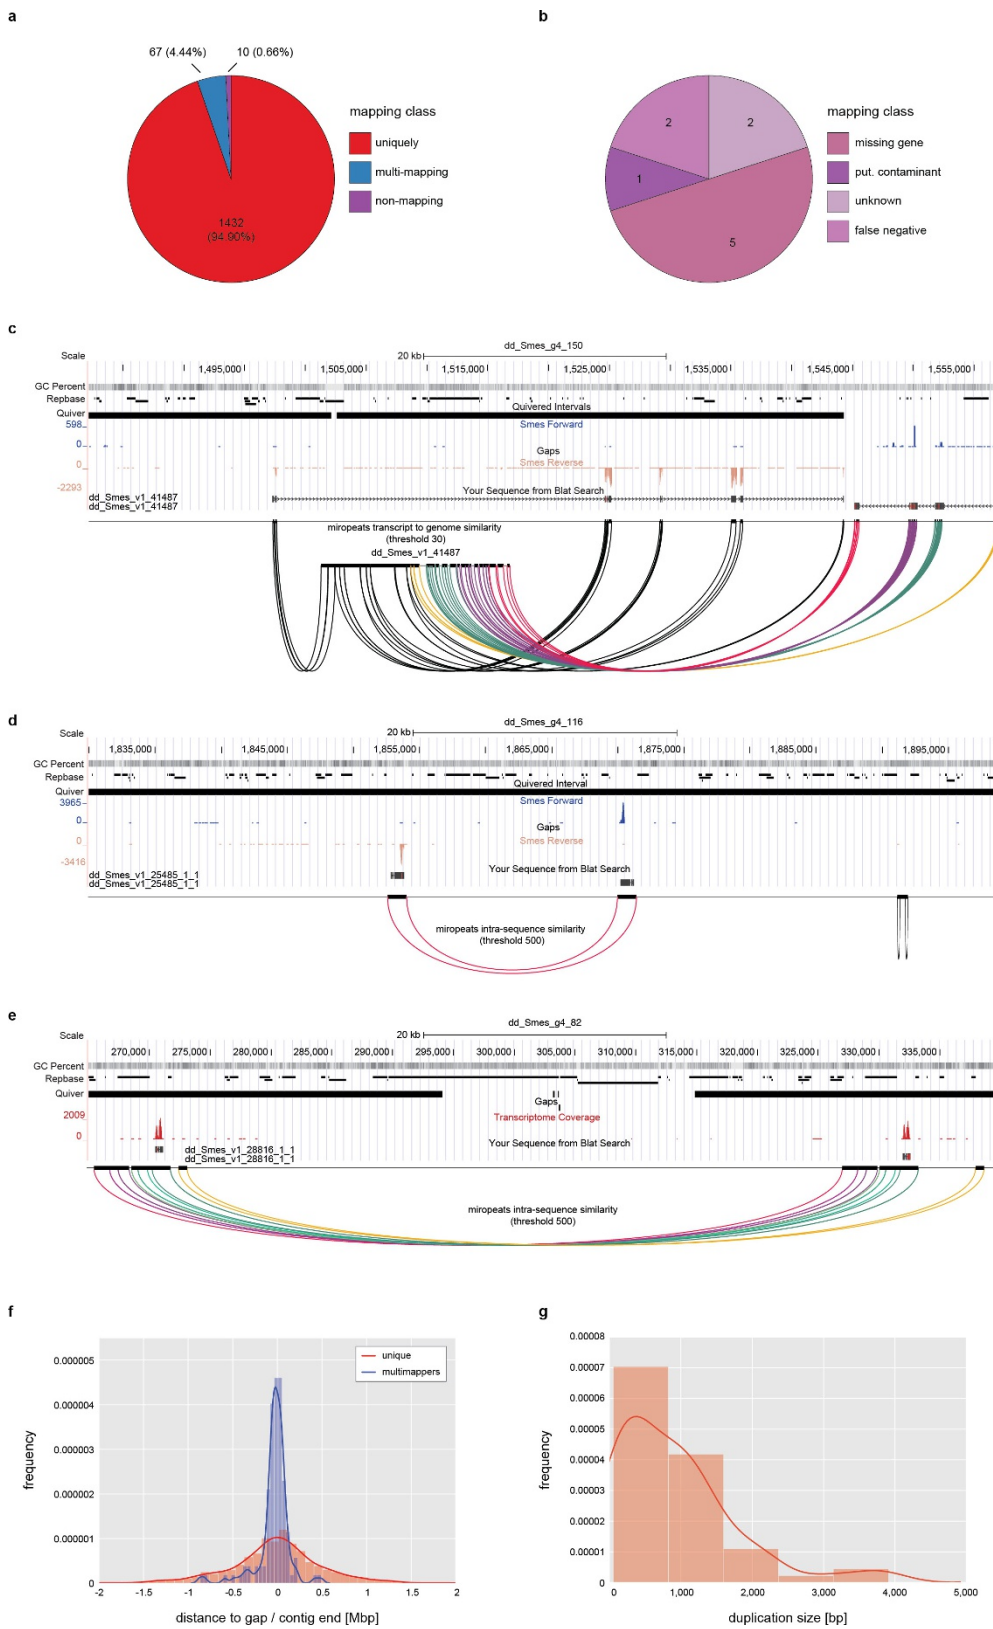 a
67 (4.44%)
10 (0.66%)
1432
(94.90%)
mapping class
uniquely
multi-mapping
non-mapping
b
2
2
1
5
mapping class
missing gene
put. contaminant
unknown
false negative
c
dd_Smes_g4_150
Scale
20 kb
1,495,000
1,505,000
1,515,000
1,525,000
1,535,000
1,545,000
1,555,000
GC Percent
Repbase
Quivered Intervals
Quiver
Smes Forward
598
0
Gaps
Smes Reverse
0
-2293
Your Sequence from Blat Search
dd_Smes_v1_41487
dd_Smes_v1_41487
miropeats transcript to genome similarity
(threshold 30)
dd_Smes_v1_41487
d
dd_Smes_g4_116
Scale
20 kb
1,835,000
1,845,000
1,855,000
1,865,000
1,875,000
1,885,000
1,895,000
GC Percent
Repbase
Quivered Interval
Quiver
Smes Forward
3965
0
Gaps
Smes Reverse
0
-3416
Your Sequence from Blat Search
dd_Smes_v1_25485_1_1
dd_Smes_v1_25485_1_1
miropeats intra-sequence similarity
(threshold 500)
e
dd_Smes_g4_82
Scale
20 kb
270,000
275,000
280,000
285,000
290,000
295,000
300,000
305,000
310,000
315,000
320,000
325,000
330,000
335,000
GC Percent
Repbase
Quiver
Gaps
Transcriptome Coverage
2009
0
Your Sequence from Blat Search
dd_Smes_v1_28816_1_1
dd_Smes_v1_28816_1_1
miropeats intra-sequence similarity
(threshold 500)
f
0.000005
0.000004
0.000003
0.000002
0.000001
0
frequency
unique
multimappers
-2
-1.5
-1
-0.5
0
0.5
1
1.5
2
distance to gap / contig end [Mbp]
g
0.00008
0.00007
0.00006
0.00005
0.00004
0.00003
0.00002
0.00001
0
frequency
0
1,000
2,000
3,000
4,000
5,000
duplication size [bp]